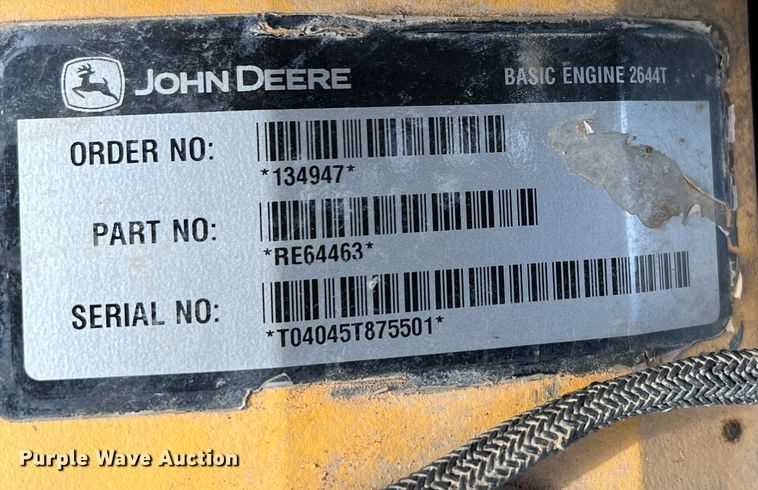 JOHN DEERE BASIC ENGINE 2644T
ORDER NO:
*134947*
PART NO:
*RE64463*
SERIAL NO:
*T04045T875501*
Purple Wave Auction